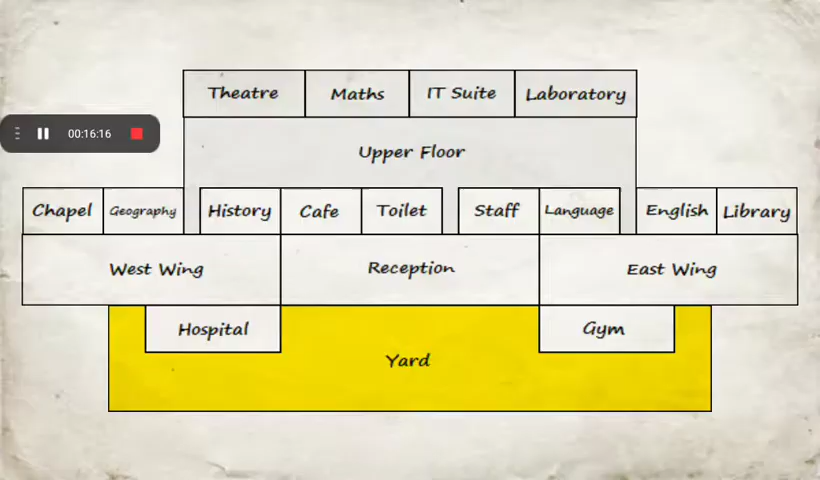 Theatre
Maths
IT Suite
Laboratory
00:16:16
Upper Floor
Chapel
Geography
History
Cafe
Toilet
Staff
Language
English
Library
West Wing
Reception
East Wing
Hospital
Gym
Yard